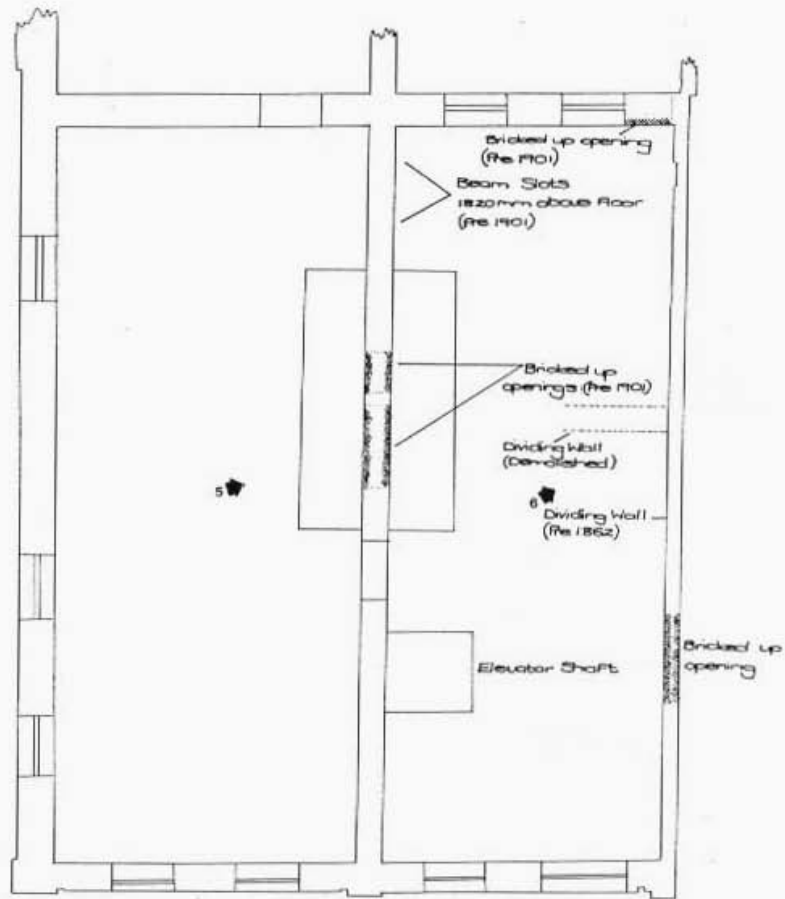 Bricked up opening
(Pre 1901)
Beam Slots
1820mm above floor
(Pre 1901)
Bricked up
openings (Pre 1901)
Dividing Wall
(Demolished)
5
6
Dividing Wall
(Pre 1862)
Elevator Shaft
Bricked up
opening